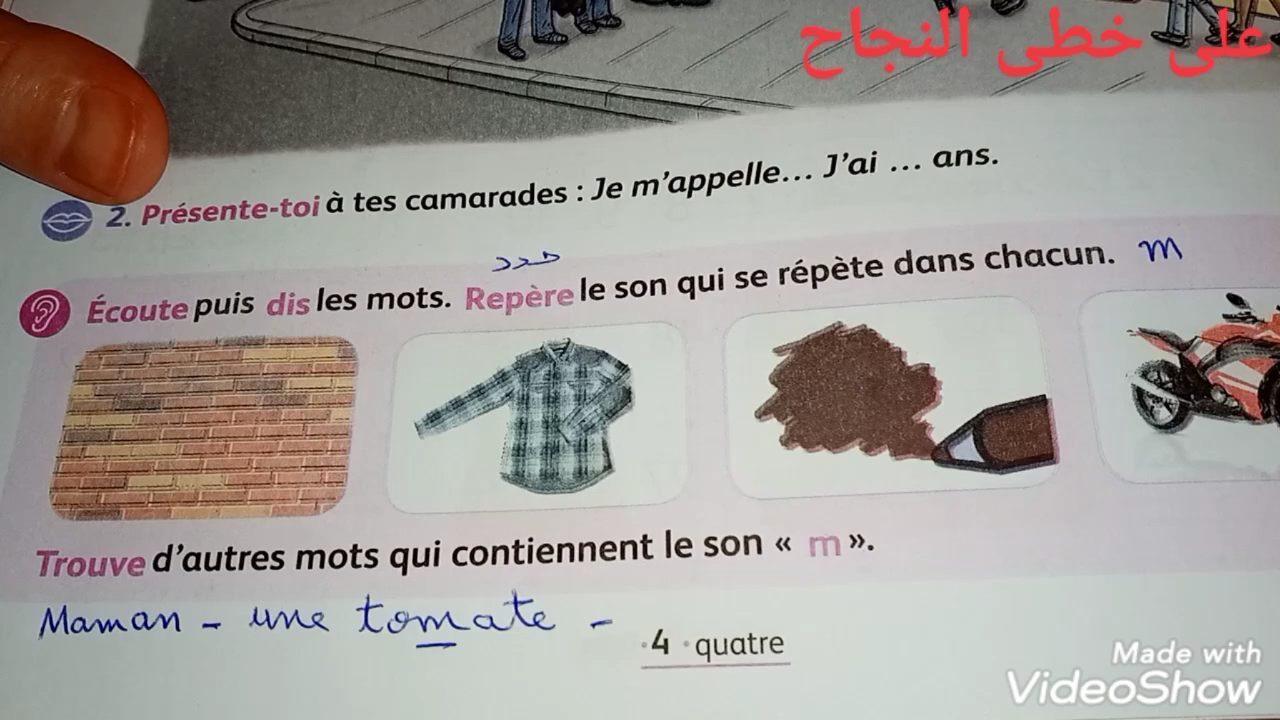 على خطى النجاح
2. Présente-toi à tes camarades : Je m'appelle... J'ai ... ans.
حدد
Écoute puis dis les mots. Repère le son qui se répète dans chacun. m
Trouve d'autres mots qui contiennent le son « m ».
Maman - une tomate -
· 4 · quatre
Made with
VideoShow